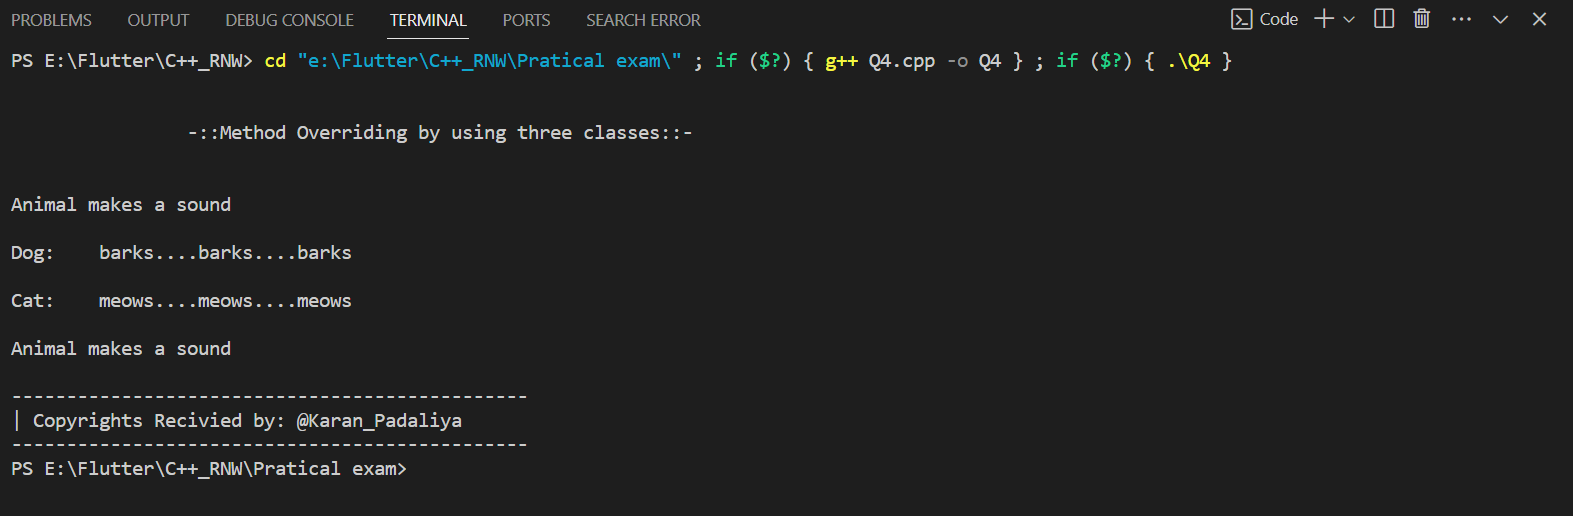 PROBLEMS OUTPUT DEBUG CONSOLE TERMINAL PORTS SEARCH ERROR Code
PS E:\Flutter\C++_RNW> cd "e:\Flutter\C++_RNW\Pratical exam\" ; if ($?) { g++ Q4.cpp -o Q4 } ; if ($?) { .\Q4 }
-::Method Overriding by using three classes::-
Animal makes a sound
Dog:    barks....barks....barks
Cat:    meows....meows....meows
Animal makes a sound
-----------------------------------------------
| Copyrights Recivied by: @Karan_Padaliya
-----------------------------------------------
PS E:\Flutter\C++_RNW\Pratical exam>